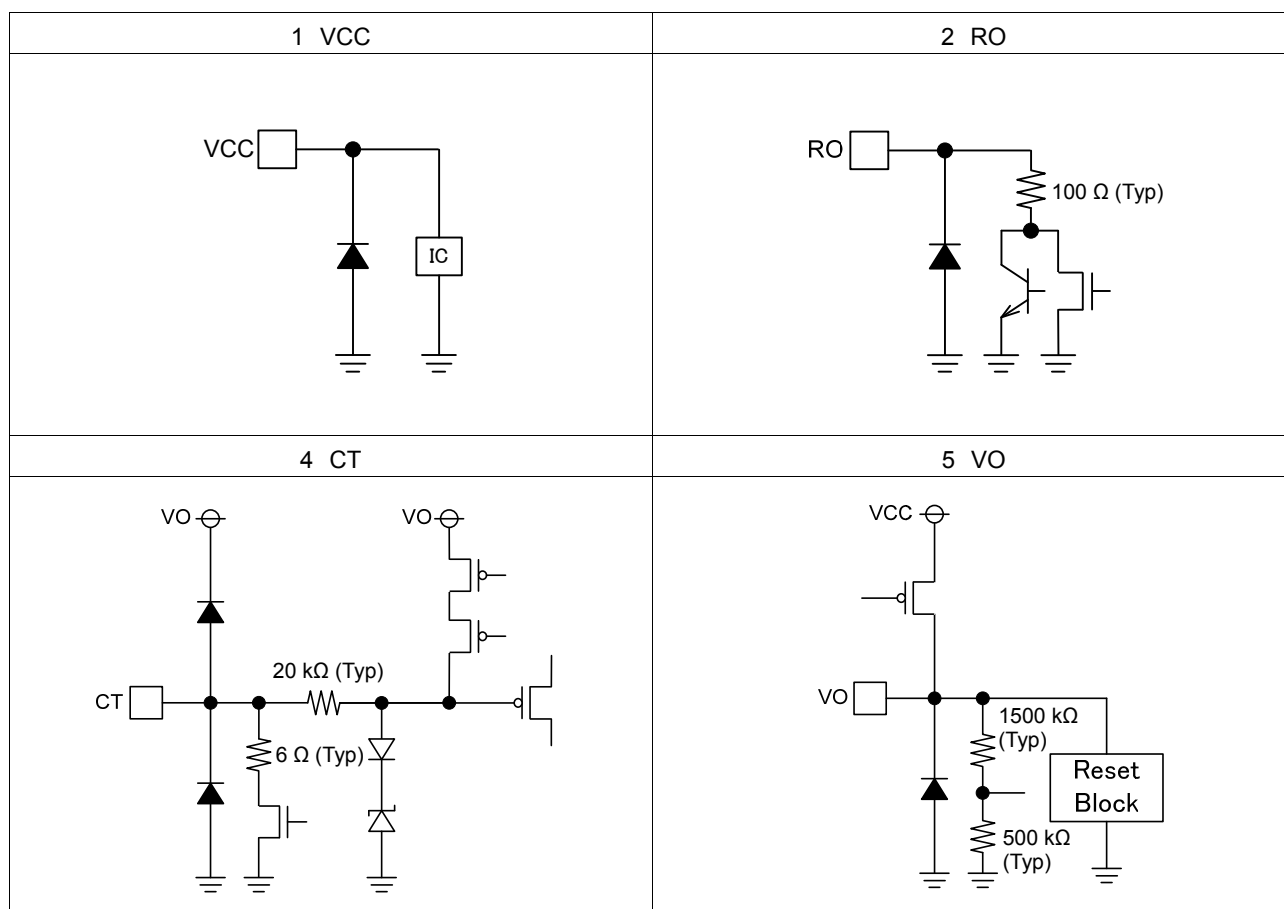 1 VCC
2 RO
VCC
IC
RO
100 Ω (Typ)
4 CT
5 VO
VO
VO
CT
20 kΩ (Typ)
6 Ω (Typ)
VCC
VO
1500 kΩ
(Typ)
500 kΩ
(Typ)
Reset
Block